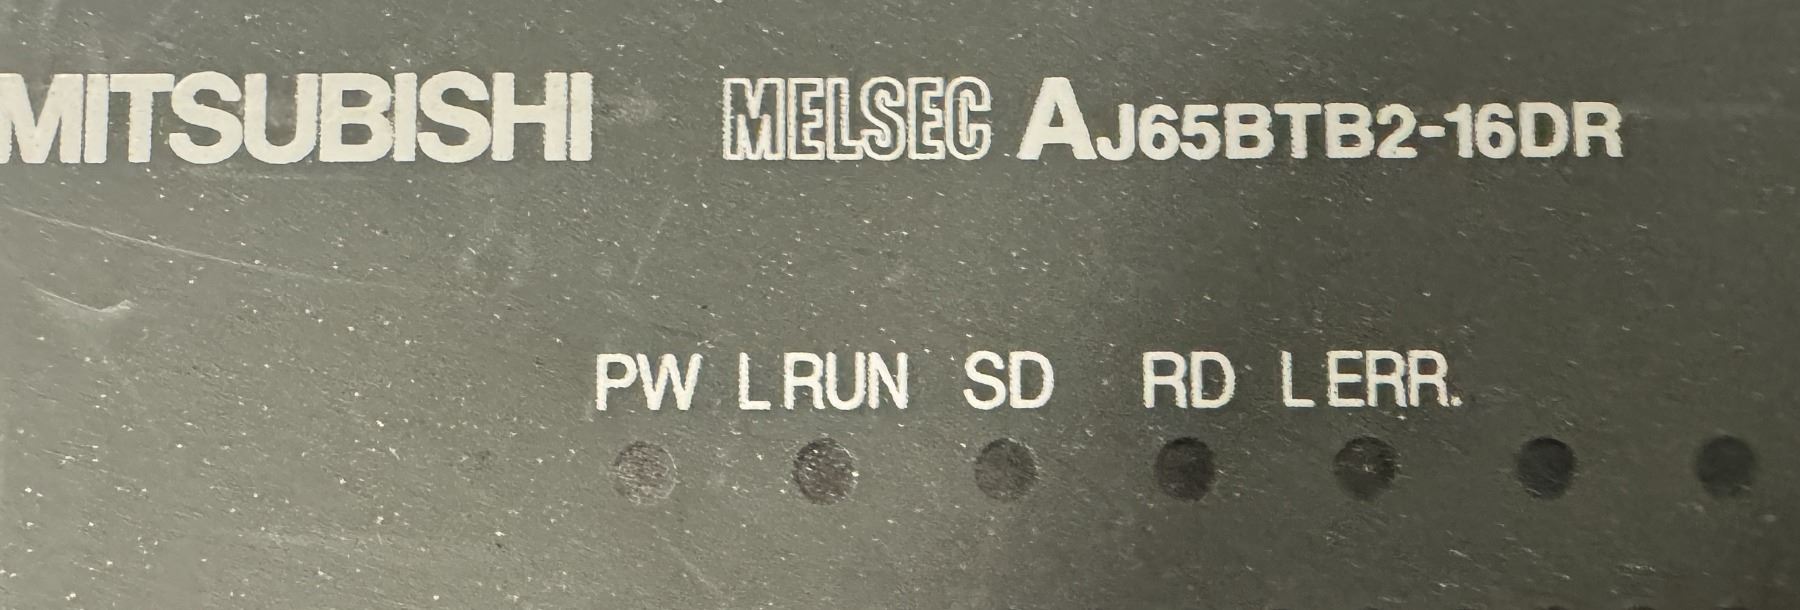 MITSUBISHI MELSEC AJ65BTB2-16DR
PW L RUN SD RD L ERR.